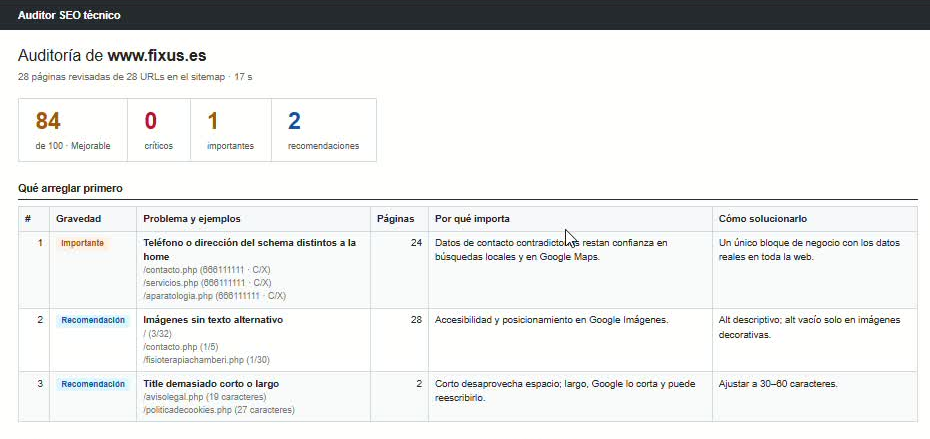 Auditor SEO técnico
Auditoría de www.fixus.es
28 páginas revisadas de 28 URLs en el sitemap · 17 s
84
de 100 · Mejorable
0
críticos
1
importantes
2
recomendaciones
Qué arreglar primero
# Gravedad Problema y ejemplos Páginas Por qué importa Cómo solucionarlo
1 Importante Teléfono o dirección del schema distintos a la
home
/contacto.php (666111111 · C/X)
/servicios.php (666111111 · C/X)
/aparatologia.php (666111111 · C/X)
24
Datos de contacto restan confianza en
búsquedas locales y en Google Maps.
Un único bloque de negocio con los datos
reales en toda la web.
2 Recomendación Imágenes sin texto alternativo
/ (3/32)
/contacto.php (1/5)
/fisioterapiachamberi.php (1/30)
28
Accesibilidad y posicionamiento en Google Imágenes.
Alt descriptivo; alt vacío solo en imágenes
decorativas.
3 Recomendación Title demasiado corto o largo
/avisolegal.php (19 caracteres)
/politicadecookies.php (27 caracteres)
2
Corto desaprovecha espacio; largo, Google lo corta y puede
reescribirlo.
Ajustar a 30–60 caracteres.